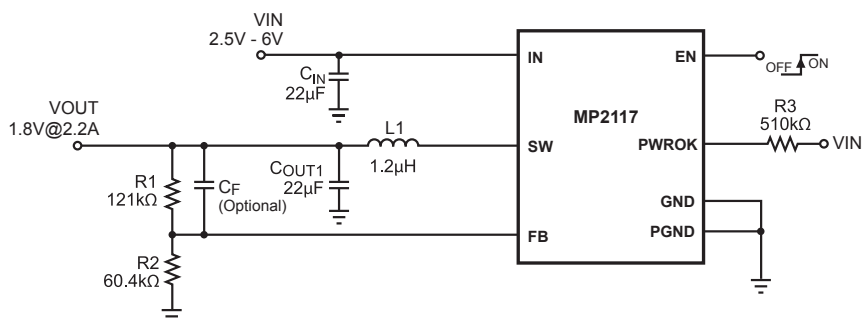 VIN
2.5V - 6V
IN
EN
OFF ON
CIN
22µF
MP2117
R3
510kΩ
VOUT
1.8V@2.2A
L1
1.2µH
SW
PWROK
VIN
R1
121kΩ
CF
(Optional)
COUT1
22µF
GND
FB
PGND
R2
60.4kΩ